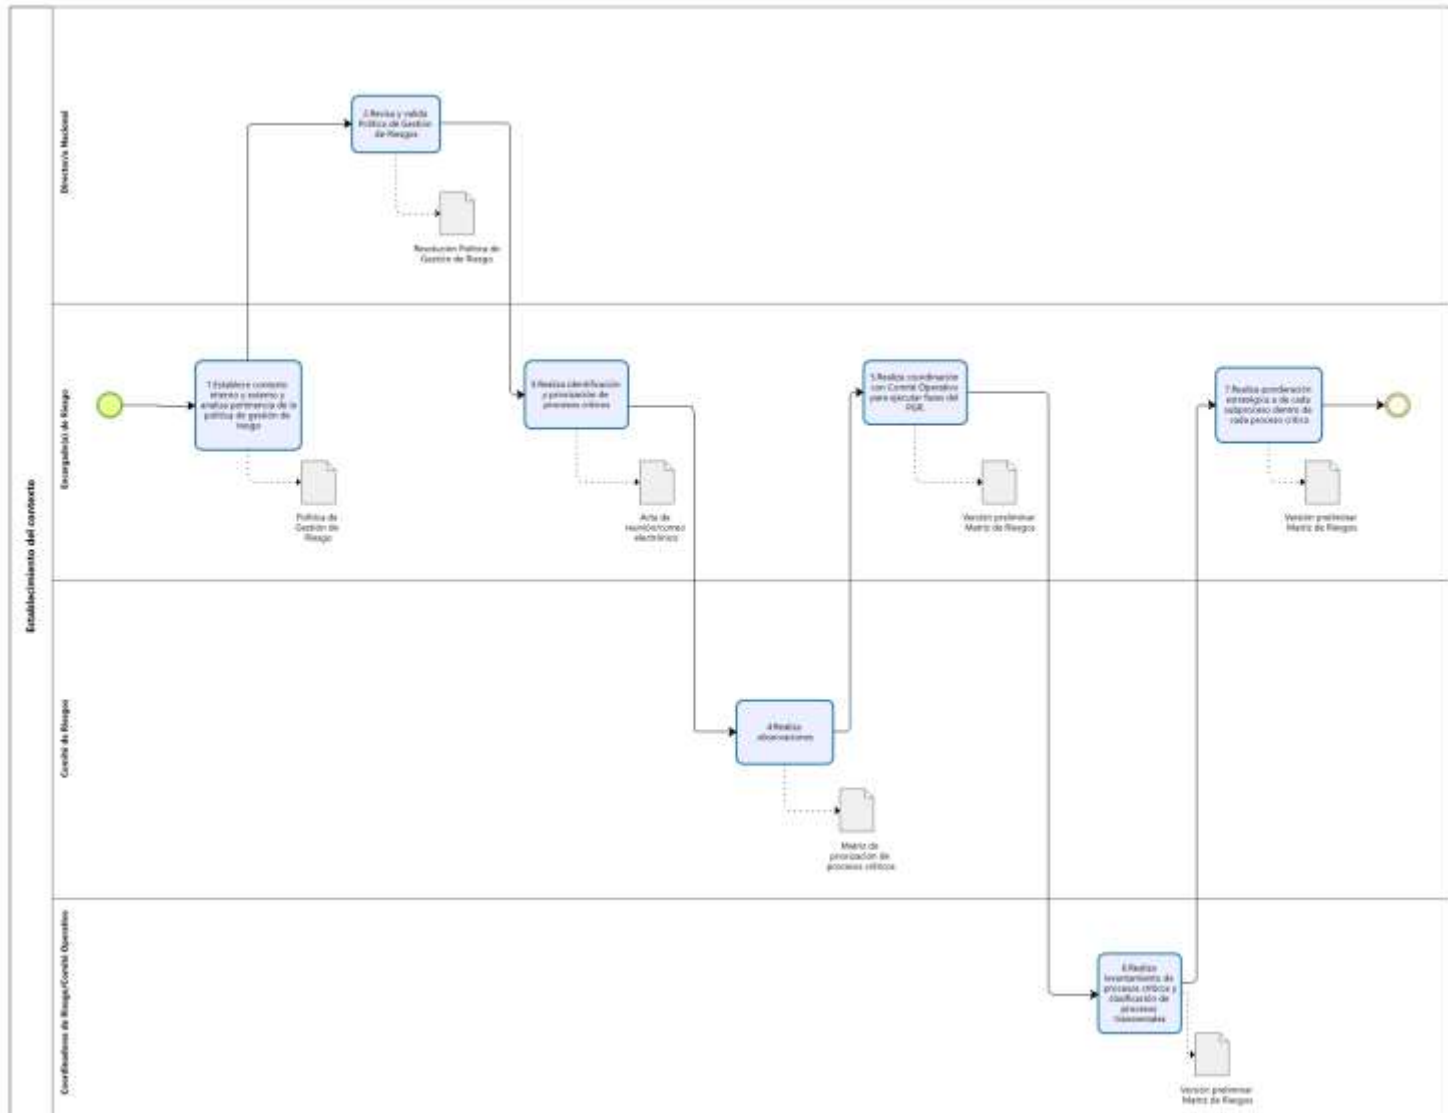 Establecimiento del contexto
Director/a Nacional
2.Revisa y valida
Política de Gestión
de Riesgos
Resolución Política de
Gestión de Riesgo
Encargado(a) de Riesgo
1.Establece contexto
interno y externo y
analiza pertinencia de la
política de gestión de
riesgo
Política de
Gestión de
Riesgo
3.Realiza identificación
y priorización de
procesos críticos
Acta de
reunión/correo
electrónico
5.Realiza coordinación
con Comité Operativo
para ejecutar fases del
PGR
Versión preliminar
Matriz de Riesgos
7.Realiza ponderación
estratégica a de cada
subproceso dentro de
cada proceso crítico
Versión preliminar
Matriz de Riesgos
Comité de Riesgos
4.Realiza
observaciones
Matriz de
priorización de
procesos críticos
Coordinadores de Riesgo/Comité Operativo
6.Realiza
levantamiento de
procesos críticos y
clasificación de
procesos
transversales
Versión preliminar
Matriz de Riesgos